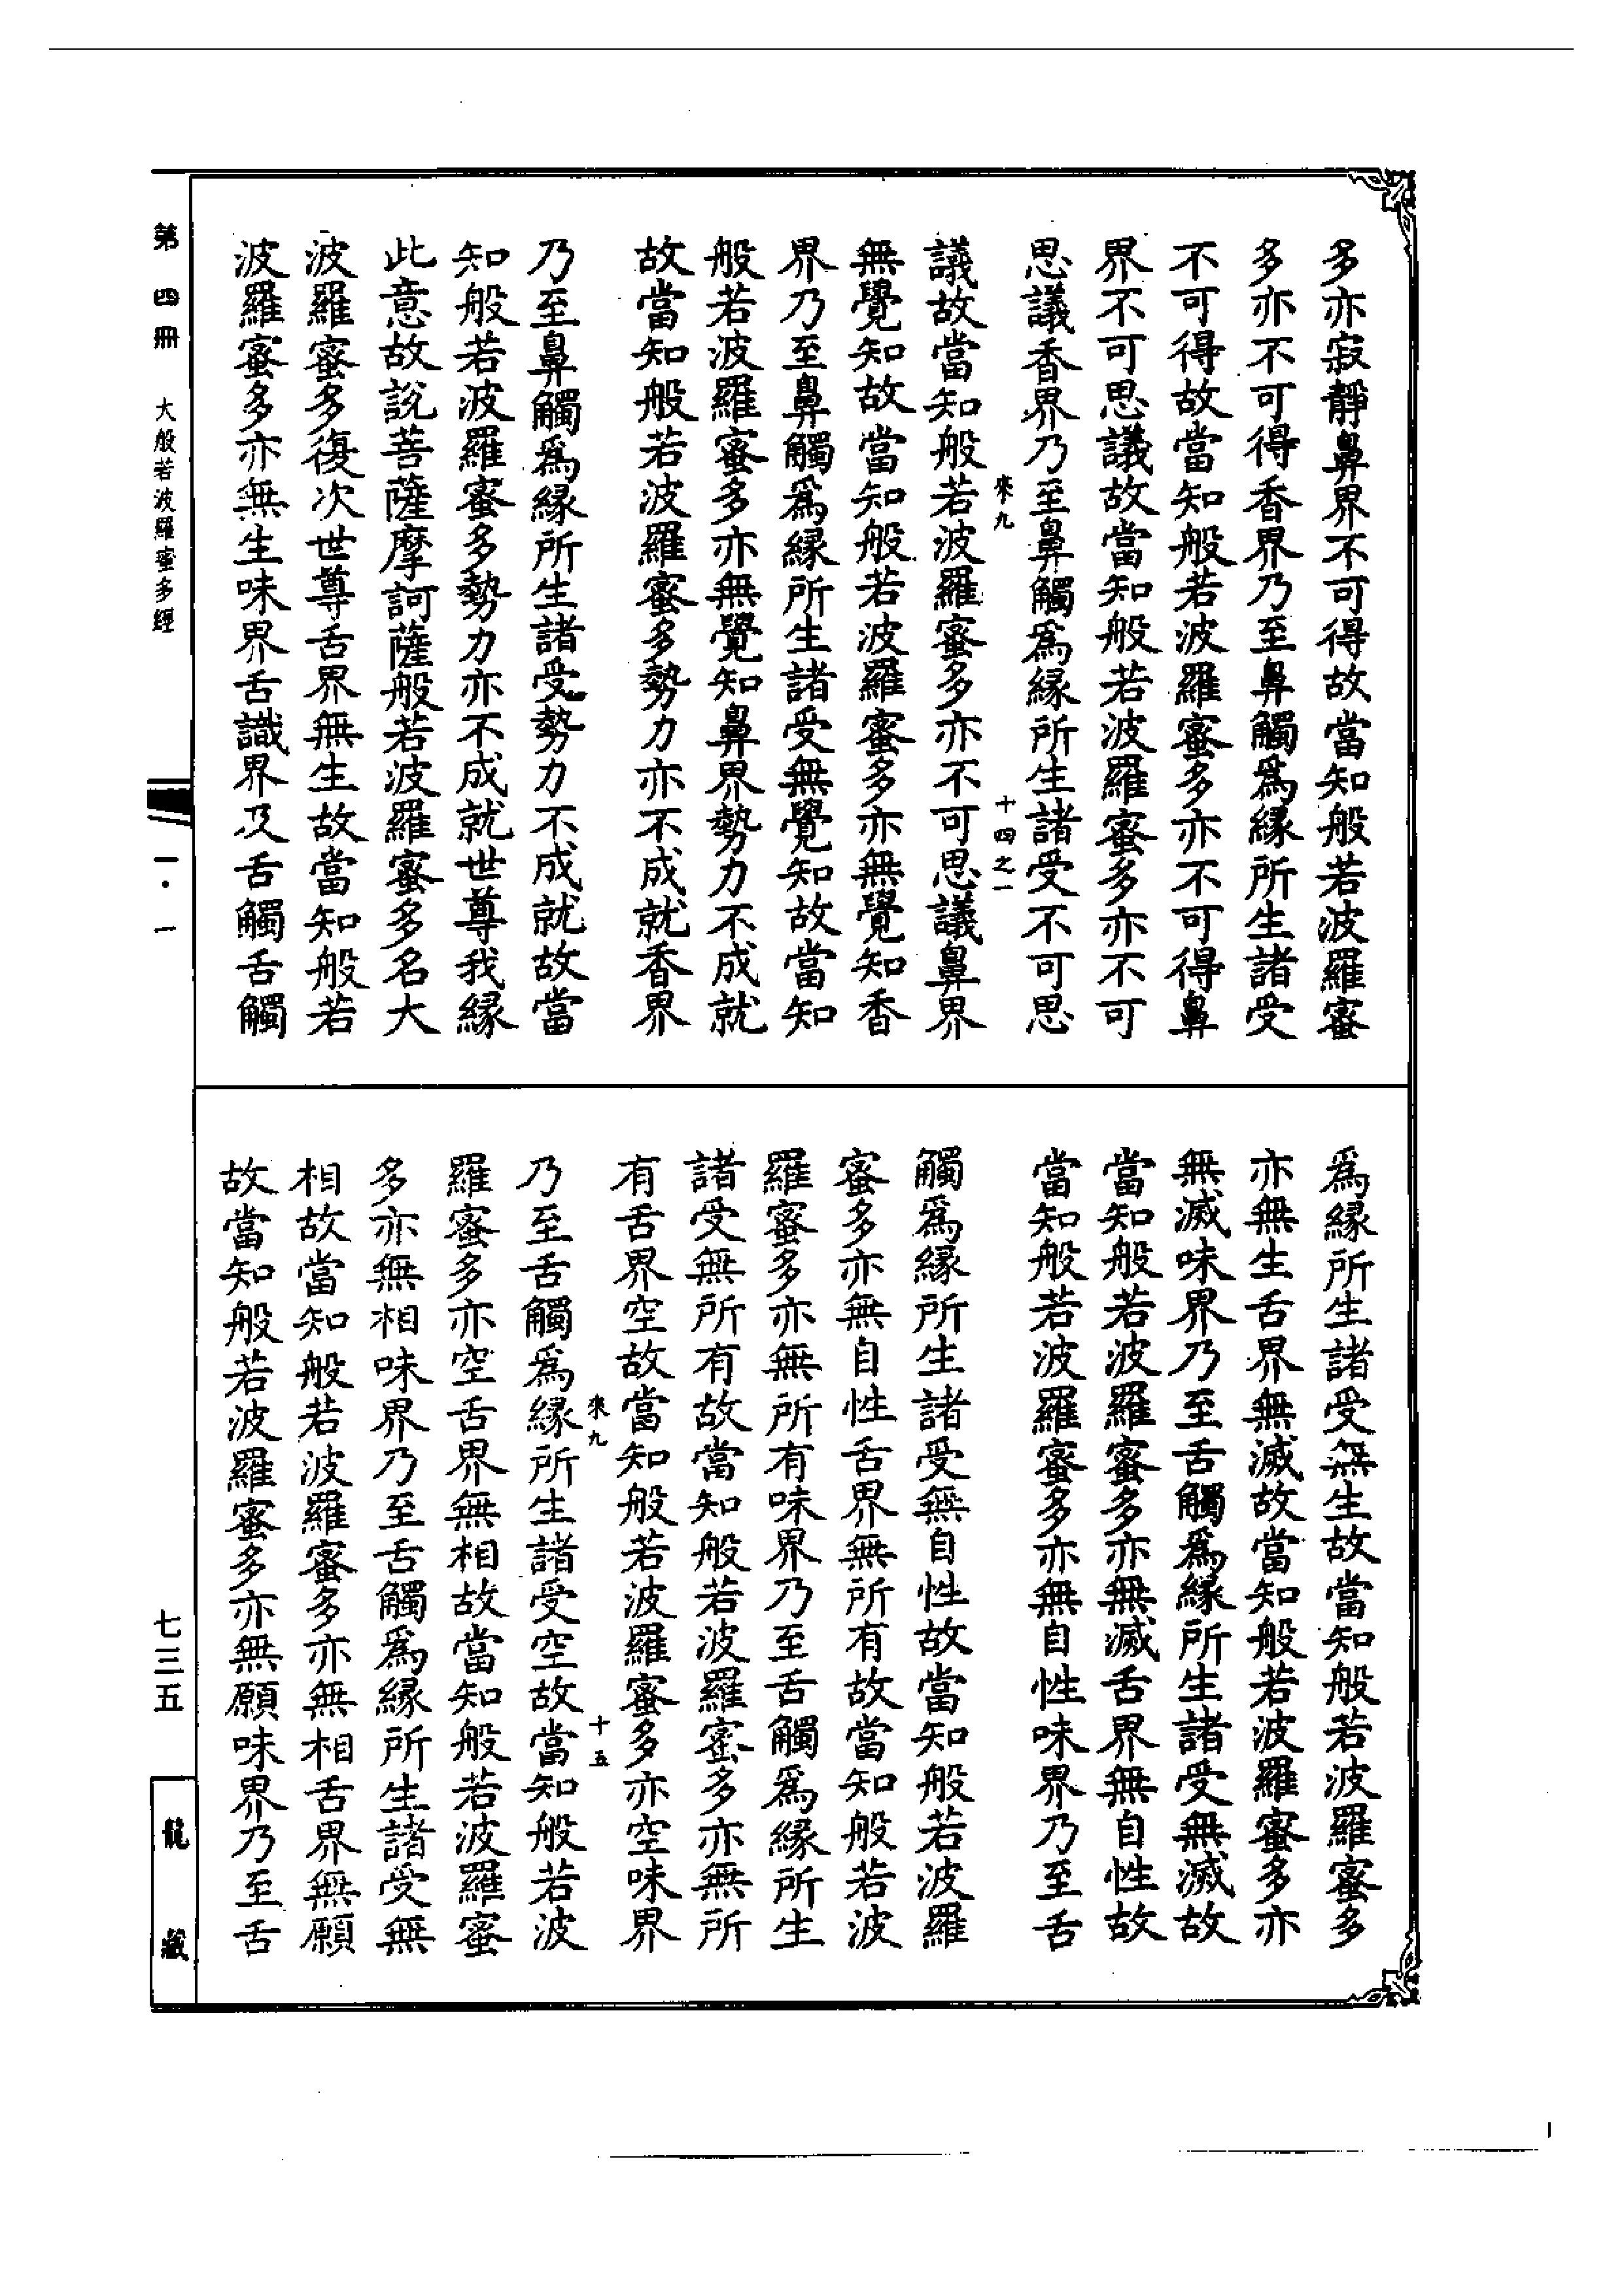 多亦寂靜鼻界不可得故當知般若波羅蜜
多亦不可得香界乃至鼻觸爲緣所生諸受
不可得故當知般若波羅蜜多亦不可得鼻
界不可思議故當知般若波羅蜜多亦不可
思議香界乃至鼻觸爲緣所生諸受不可思
來九 十四之一
議故當知般若波羅蜜多亦不可思議鼻界
無覺知故當知般若波羅蜜多亦無覺知香
界乃至鼻觸爲緣所生諸受無覺知故當知
般若波羅蜜多亦無覺知鼻界勢力不成就
故當知般若波羅蜜多勢力亦不成就香界
乃至鼻觸爲緣所生諸受勢力不成就故當
知般若波羅蜜多勢力亦不成就世尊我緣
此意故說菩薩摩訶薩般若波羅蜜多名大
波羅蜜多復次世尊舌界無生故當知般若
波羅蜜多亦無生味界舌識界及舌觸舌觸
爲緣所生諸受無生故當知般若波羅蜜多
亦無生舌界無滅故當知般若波羅蜜多亦
無滅味界乃至舌觸爲緣所生諸受無滅故
當知般若波羅蜜多亦無滅舌界無自性故
當知般若波羅蜜多亦無自性味界乃至舌
觸爲緣所生諸受無自性故當知般若波羅
蜜多亦無自性舌界無所有故當知般若波
羅蜜多亦無所有味界乃至舌觸爲緣所生
諸受無所有故當知般若波羅蜜多亦無所
有舌界空故當知般若波羅蜜多亦空味界
來九 十五
乃至舌觸爲緣所生諸受空故當知般若波
羅蜜多亦空舌界無相故當知般若波羅蜜
多亦無相味界乃至舌觸爲緣所生諸受無
相故當知般若波羅蜜多亦無相舌界無願
故當知般若波羅蜜多亦無願味界乃至舌
第四冊 大般若波羅蜜多經
一·一
七三五
龍藏